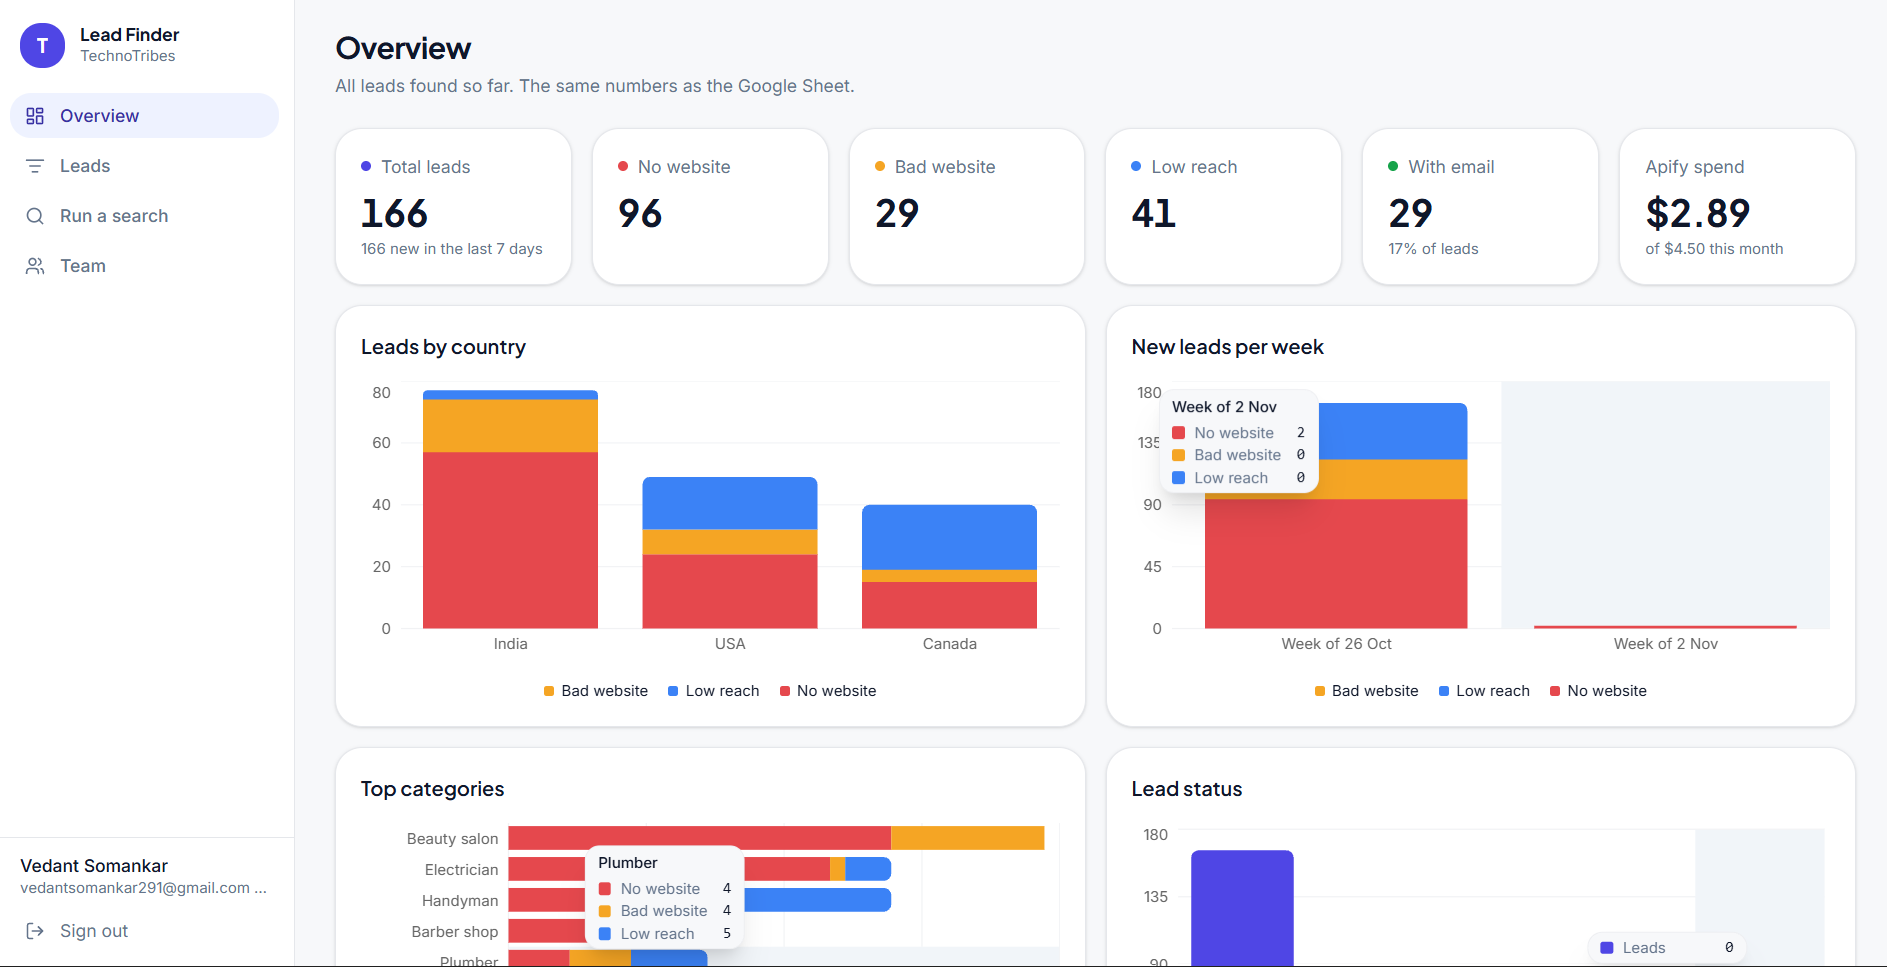 T
Lead Finder
TechnoTribes
Overview
Leads
Run a search
Team
Vedant Somankar
vedantsomankar291@gmail.com ...
Sign out
Overview
All leads found so far. The same numbers as the Google Sheet.
Total leads
166
166 new in the last 7 days
No website
96
Bad website
29
Low reach
41
With email
29
17% of leads
Apify spend
$2.89
of $4.50 this month
Leads by country
80
60
40
20
0
India USA Canada
Bad website Low reach No website
New leads per week
180
135
90
45
0
Week of 2 Nov
No website 2
Bad website 0
Low reach 0
Week of 26 Oct Week of 2 Nov
Bad website Low reach No website
Top categories
Beauty salon
Electrician
Handyman
Barber shop
Plumber
Plumber
No website 4
Bad website 4
Low reach 5
Lead status
180
135
90
Leads 0